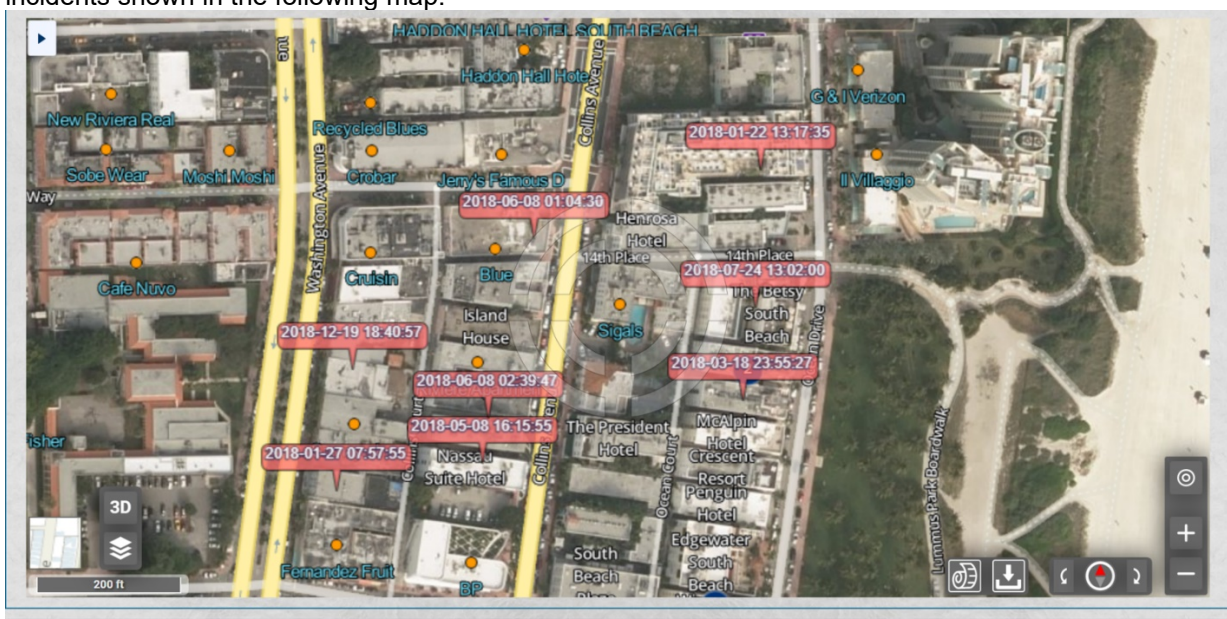 incidents shown in the following map.
HADDON HALL HOTEL SOUTH BEACH
Haddon Hall Hote
Collins Avenue
G & I Verizon
New Riviera Real
Recycled Blues
2018-01-22 13:17:35
Sobe Wear
Moshi Moshi
Crobar
Jerry's Famous D
Il Villaggio
Way
2018-06-08 01:04:30
Washington Avenue
Henrosa
Hotel
14th Place
14th Place
Cafe Nuvo
Cruisin
Blue
2018-07-24 13:02:00
The Betsy
South
Beach
Island
House
Sigals
2018-12-19 18:40:57
2018-03-18 23:55:27
2018-06-08 02:39:47
2018-05-08 16:15:55
The President
Hotel
McAlpin
Hotel
isher
2018-01-27 07:57:55
Nassau
Suite Hotel
Crescent
Resort
Penguin
Hotel
Oceanic Court
Lummus Park Boardwalk
3D
Edgewater
South
Beach
South
Beach
Fernandez Fruit
BP
200 ft